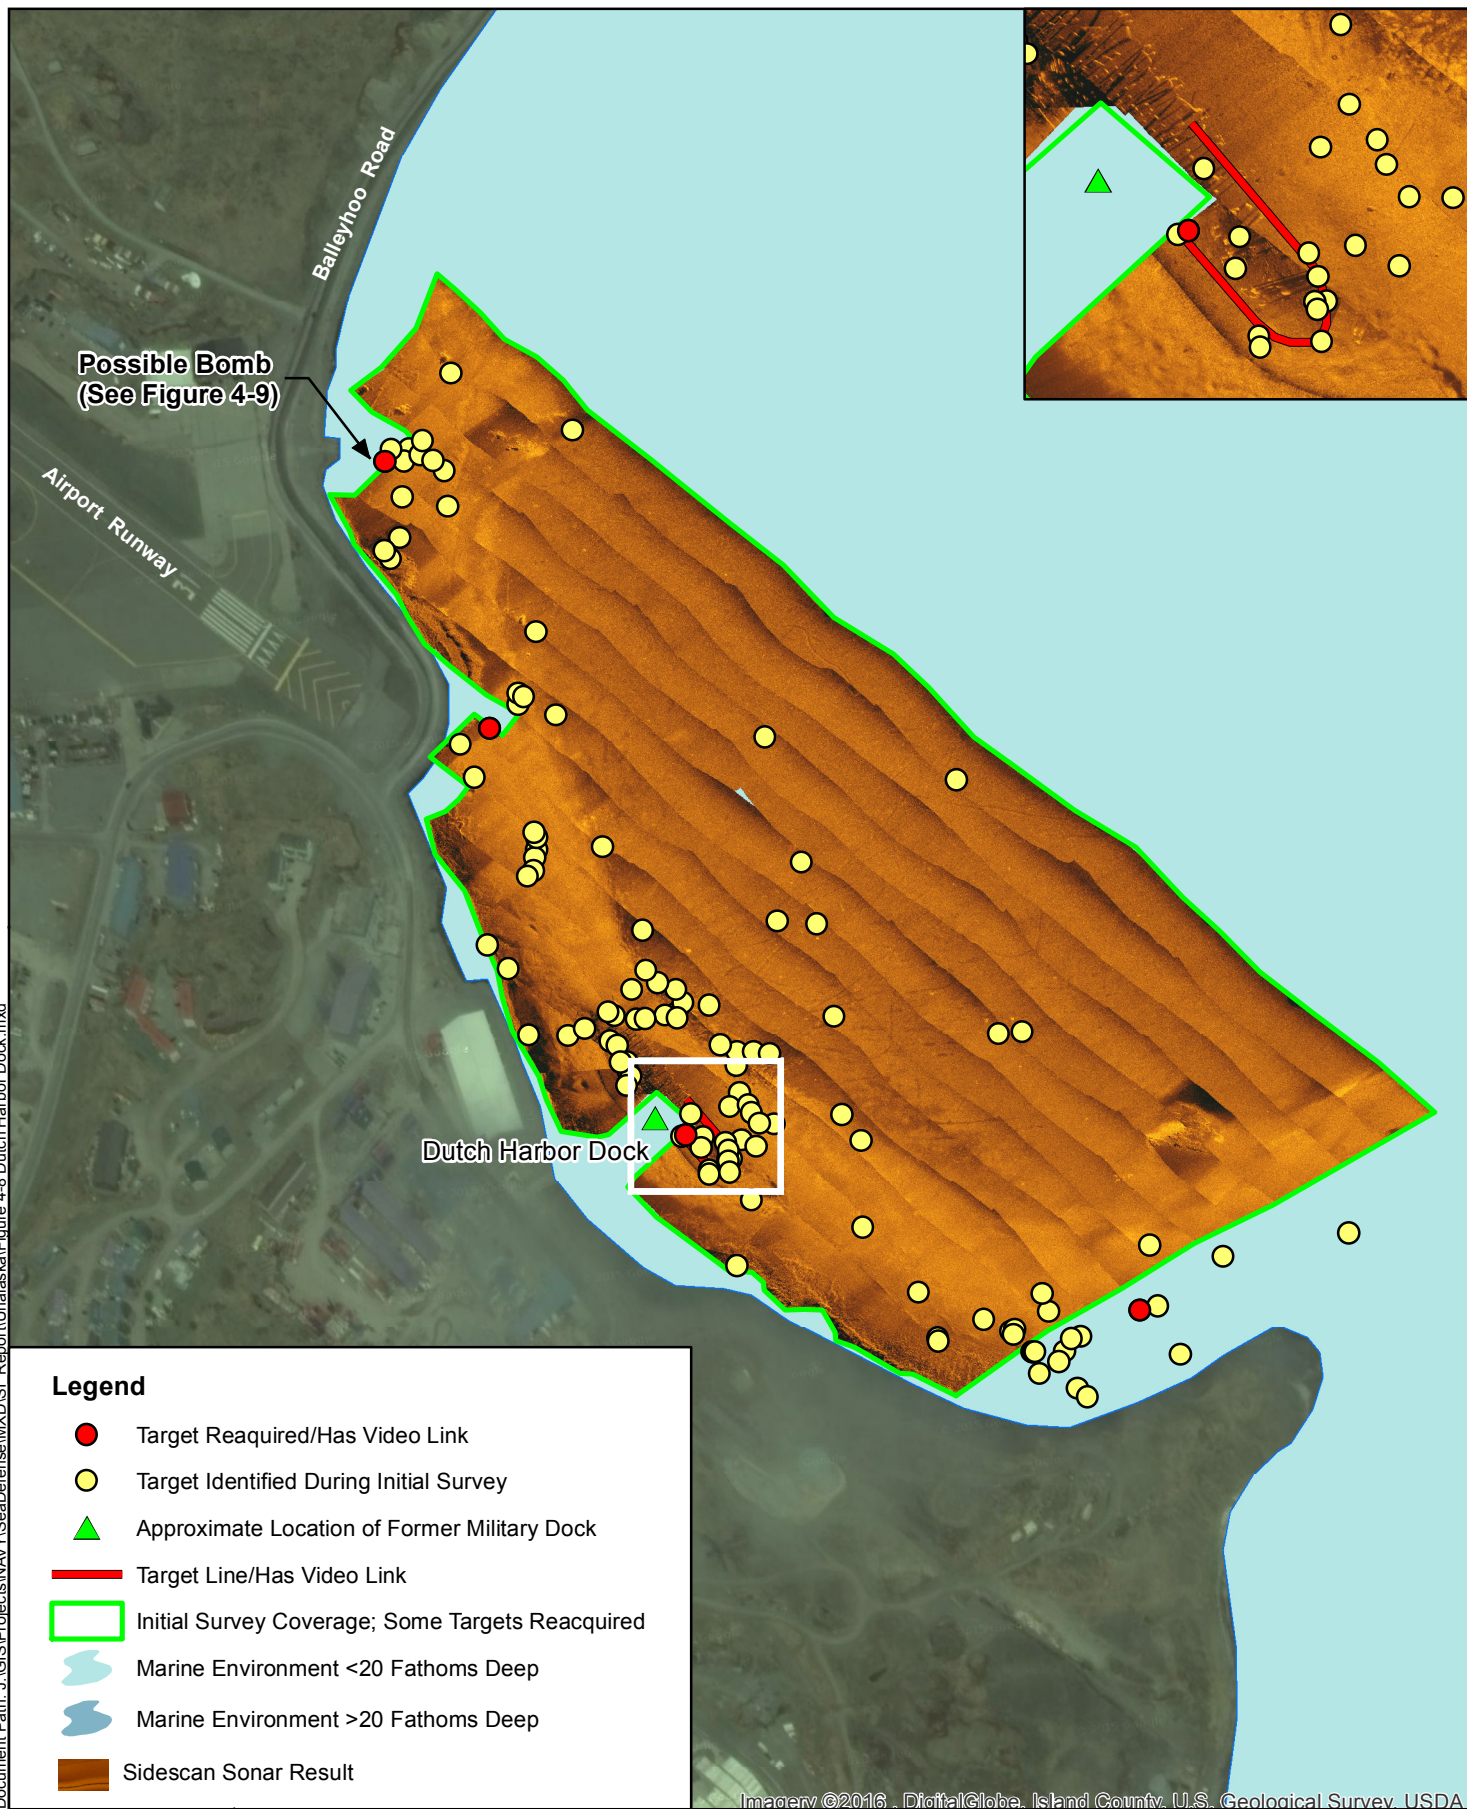 Balleyhoo Road
Possible Bomb
(See Figure 4-9)
Airport Runway
Dutch Harbor Dock
Legend
Target Reaquired/Has Video Link
Target Identified During Initial Survey
Approximate Location of Former Military Dock
Target Line/Has Video Link
Initial Survey Coverage; Some Targets Reacquired
Marine Environment <20 Fathoms Deep
Marine Environment >20 Fathoms Deep
Sidescan Sonar Result
Imagery ©2016 , DigitalGlobe, Island County, U.S. Geological Survey, USDA